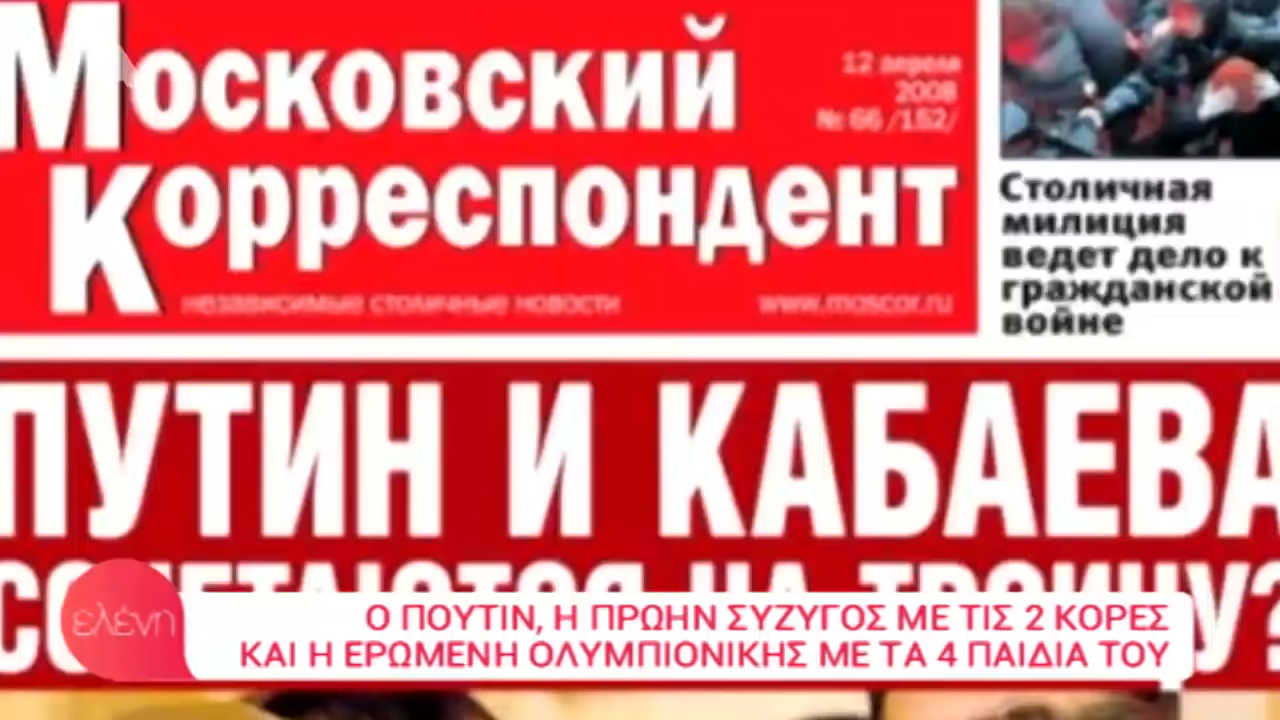 Московский
Корреспондент
12 апреля
2008
№ 66 /152/
независимые столичные новости
www.moscor.ru
Столичная
милиция
ведет дело к
гражданской
войне
ПУТИН И КАБАЕВА
НА
ελένη
Ο ΠΟΥΤΙΝ, Η ΠΡΩΗΝ ΣΥΖΥΓΟΣ ΜΕ ΤΙΣ 2 ΚΟΡΕΣ
ΚΑΙ Η ΕΡΩΜΕΝΗ ΟΛΥΜΠΙΟΝΙΚΗΣ ΜΕ ΤΑ 4 ΠΑΙΔΙΑ ΤΟΥ